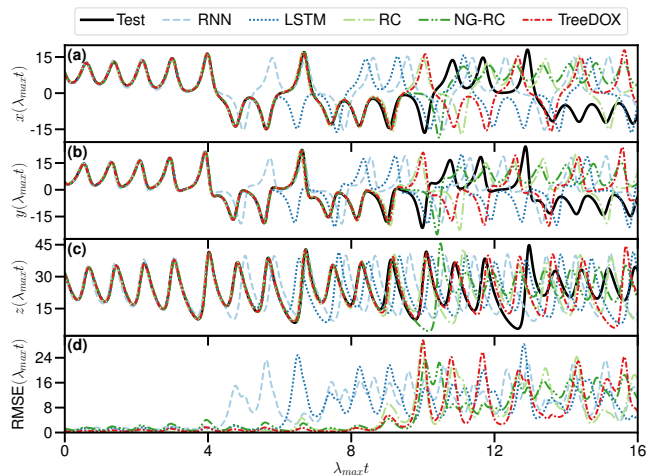 Test RNN LSTM RC NG-RC TreeDOX
(a)
15
0
-15
x(λmaxt)
(b)
15
0
-15
y(λmaxt)
(c)
45
30
15
z(λmaxt)
(d)
24
16
8
0
RMSE(λmaxt)
0 4 8 12 16
λmaxt